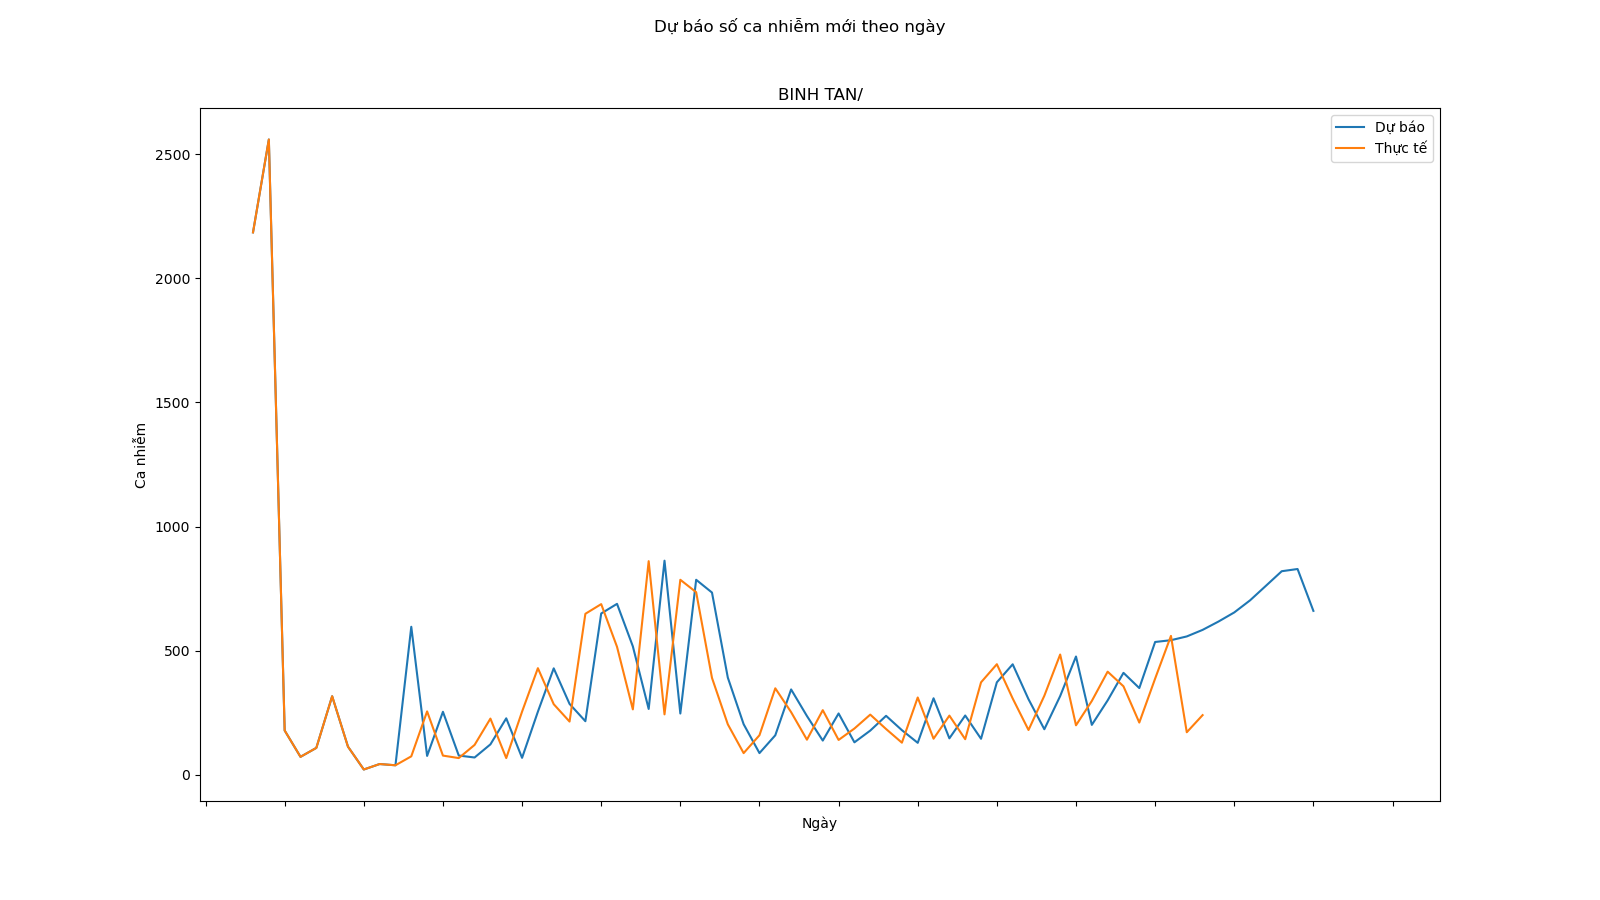 Dự báo số ca nhiễm mới theo ngày
BINH TAN/
Dự báo
Thực tế
2500
2000
1500
1000
500
0
Ca nhiễm
Ngày